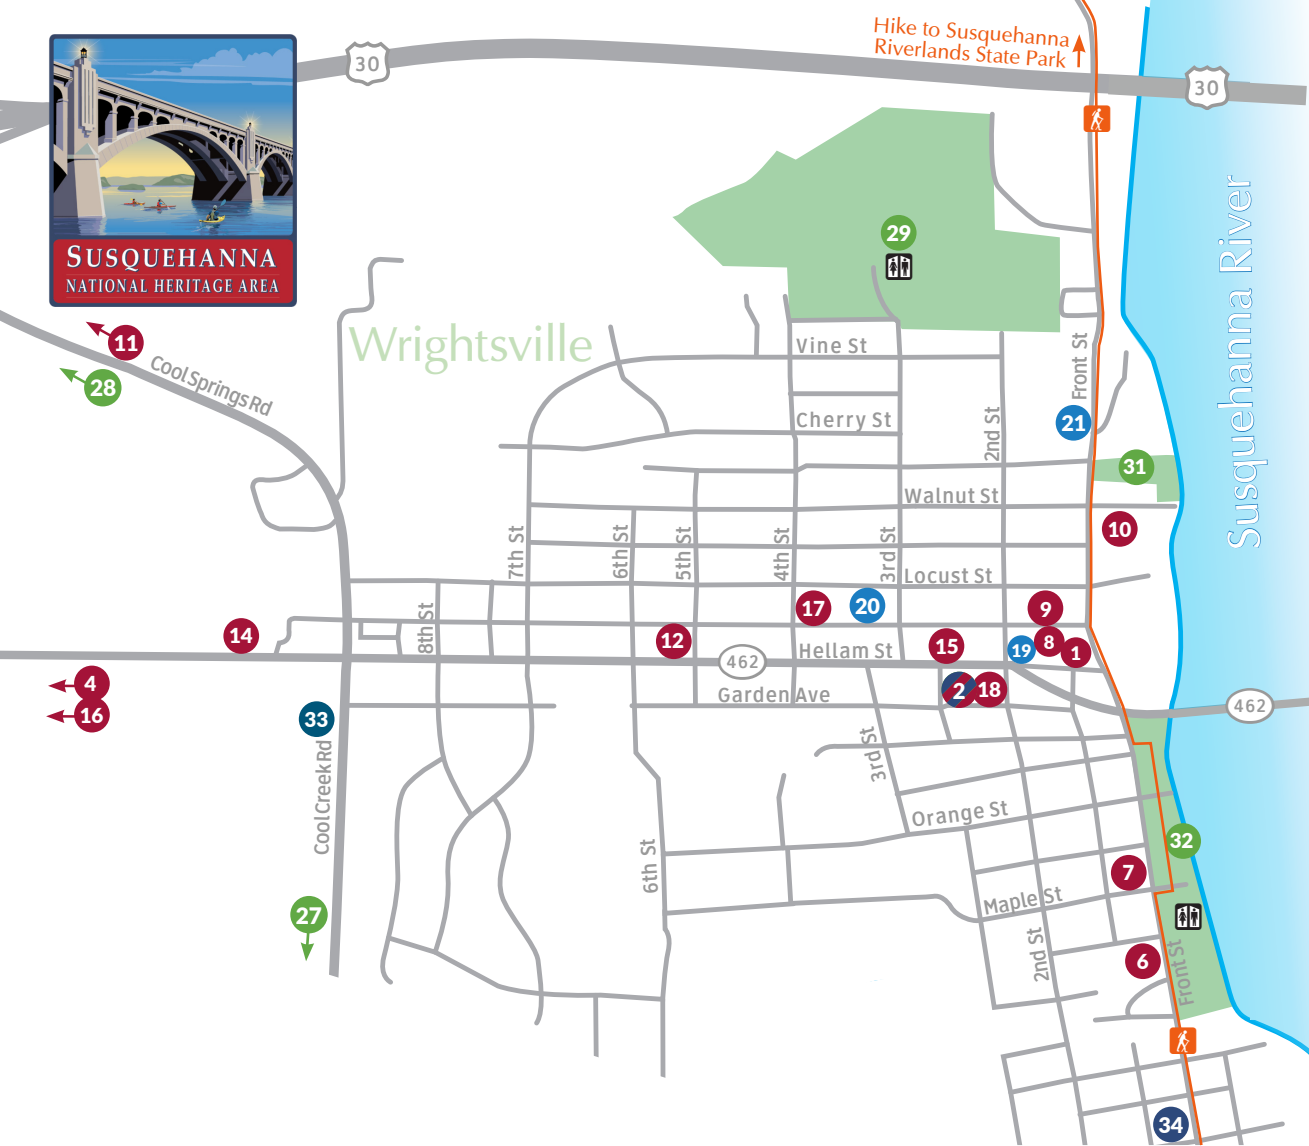 Hike to Susquehanna
Riverlands State Park
30
30
SUSQUEHANNA
NATIONAL HERITAGE AREA
Susquehanna River
29
11
28
Cool Springs Rd
Wrightsville
Vine St
Front St
Cherry St
2nd St
21
31
Walnut St
10
7th St
6th St
5th St
4th St
3rd St
Locust St
8th St
17
20
9
14
12
462
Hellam St
15
19
8
1
4
16
Garden Ave
2
18
462
33
Cool Creek Rd
3rd St
Orange St
32
6th St
7
Maple St
27
2nd St
6
Front St
34